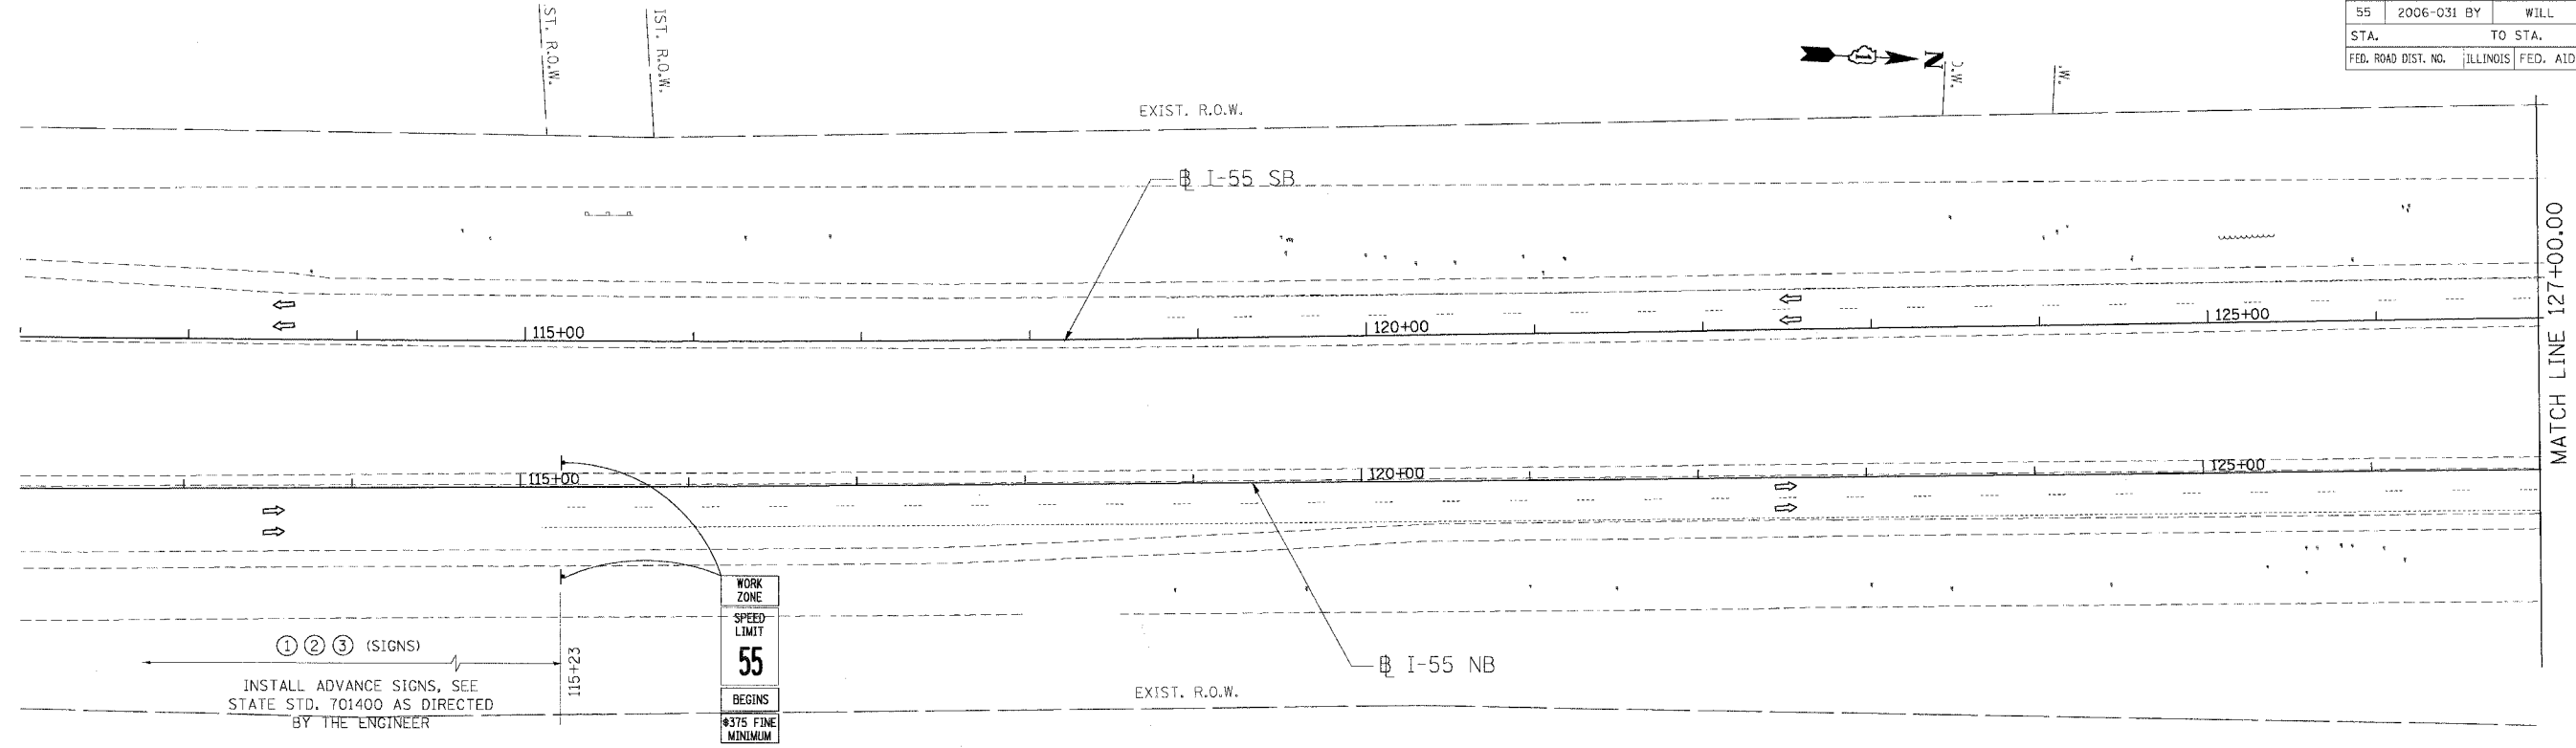 55 2006-031 BY WILL
STA. TO STA.
FED. ROAD DIST. NO. ILLINOIS FED. AID
ST. R.O.W.
IST. R.O.W.
N
O.W.
.W.
EXIST. R.O.W.
I-55 SB
115+00
120+00
125+00
MATCH LINE 127+00.00
115+00
120+00
125+00
WORK
ZONE
SPEED
LIMIT
55
BEGINS
$375 FINE
MINIMUM
1 2 3 (SIGNS)
INSTALL ADVANCE SIGNS, SEE
STATE STD. 701400 AS DIRECTED
BY THE ENGINEER
115+23
I-55 NB
EXIST. R.O.W.